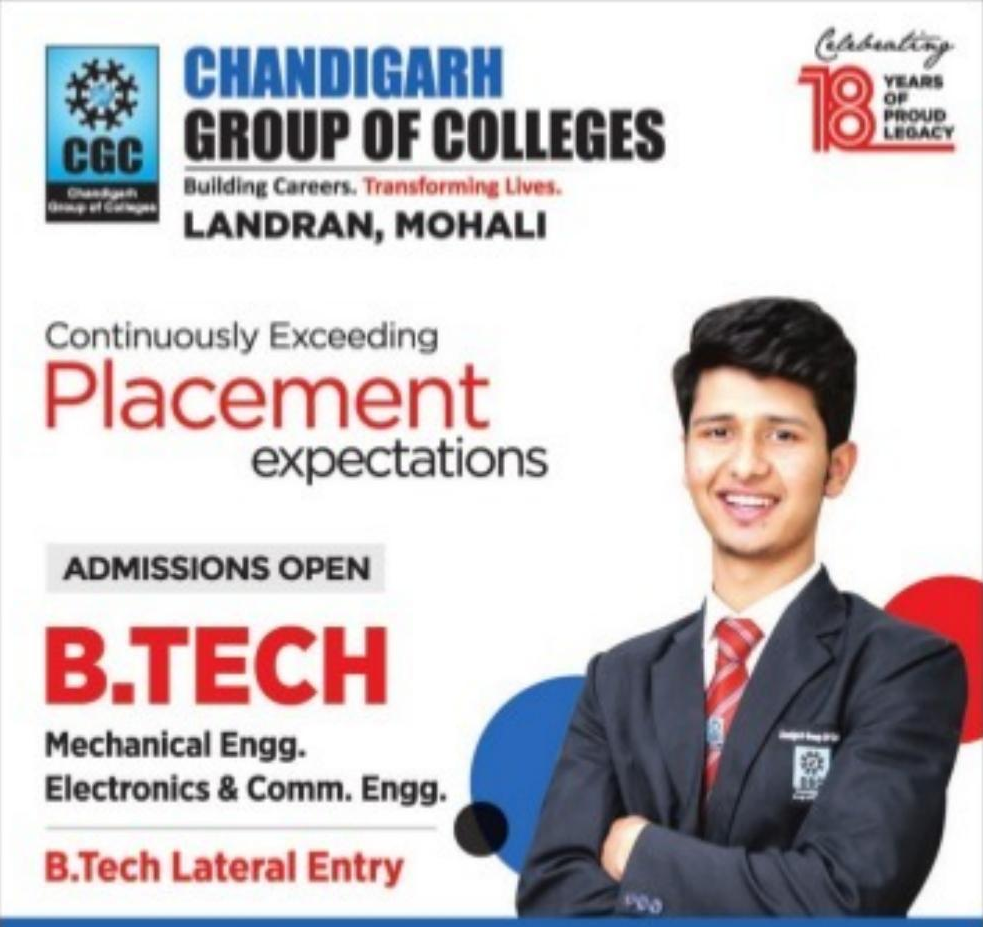 CGC
Chandigarh
Group of Colleges
CHANDIGARH
GROUP OF COLLEGES
Building Careers. Transforming Lives.
LANDRAN, MOHALI
Celebrating
18 YEARS
OF
PROUD
LEGACY
Continuously Exceeding
Placement
expectations
ADMISSIONS OPEN
B.TECH
Mechanical Engg.
Electronics & Comm. Engg.
B.Tech Lateral Entry